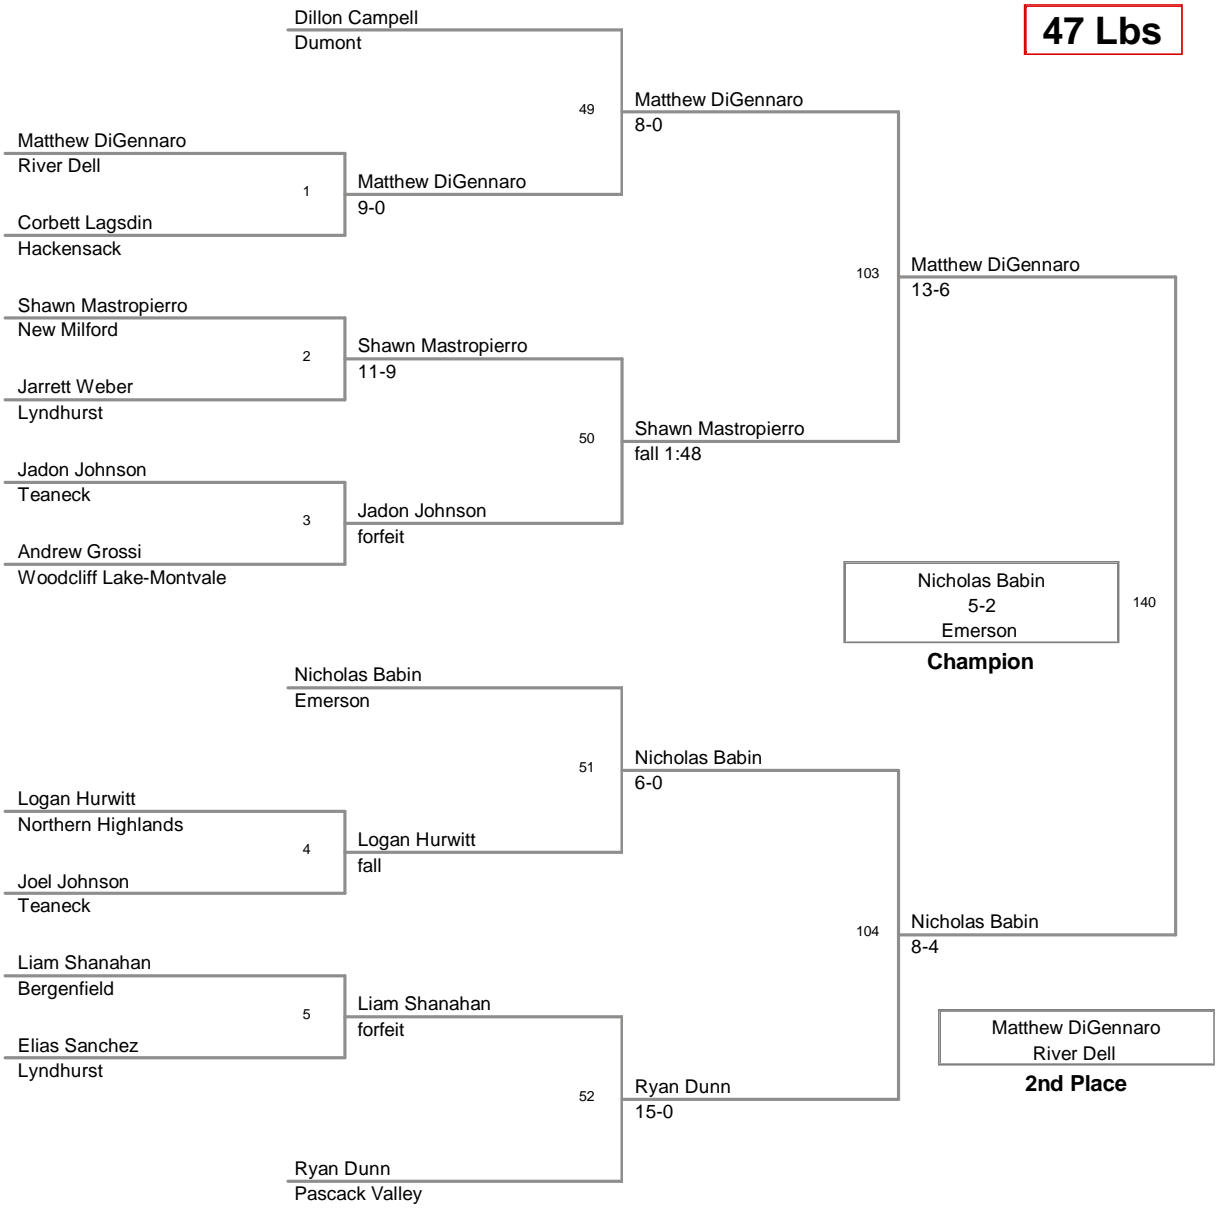 Dillon Campell
Dumont
47 Lbs
49
Matthew DiGennaro
8-0
Matthew DiGennaro
River Dell
1
Matthew DiGennaro
9-0
Corbett Lagsdin
Hackensack
103
Matthew DiGennaro
13-6
Shawn Mastropierro
New Milford
2
Shawn Mastropierro
11-9
Jarrett Weber
Lyndhurst
50
Shawn Mastropierro
fall 1:48
Jadon Johnson
Teaneck
3
Jadon Johnson
forfeit
Andrew Grossi
Woodcliff Lake-Montvale
Nicholas Babin
5-2
Emerson
Champion
140
Nicholas Babin
Emerson
51
Nicholas Babin
6-0
Logan Hurwitt
Northern Highlands
4
Logan Hurwitt
fall
Joel Johnson
Teaneck
104
Nicholas Babin
8-4
Liam Shanahan
Bergenfield
5
Liam Shanahan
forfeit
Elias Sanchez
Lyndhurst
Matthew DiGennaro
River Dell
2nd Place
52
Ryan Dunn
15-0
Ryan Dunn
Pascack Valley